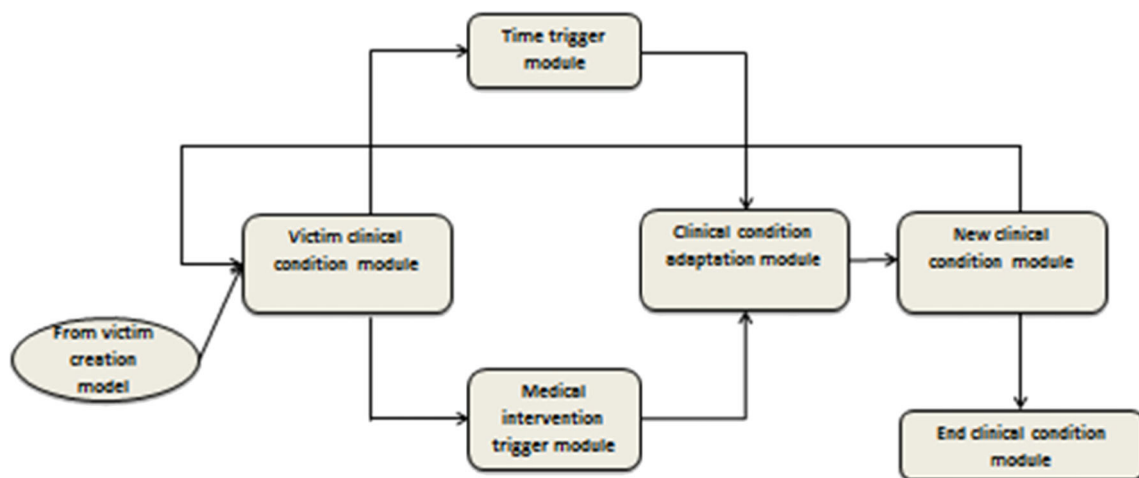 Time trigger
module
Victim clinical
condition module
Clinical condition
adaptation module
New clinical
condition module
From victim
creation
model
Medical
intervention
trigger module
End clinical condition
module